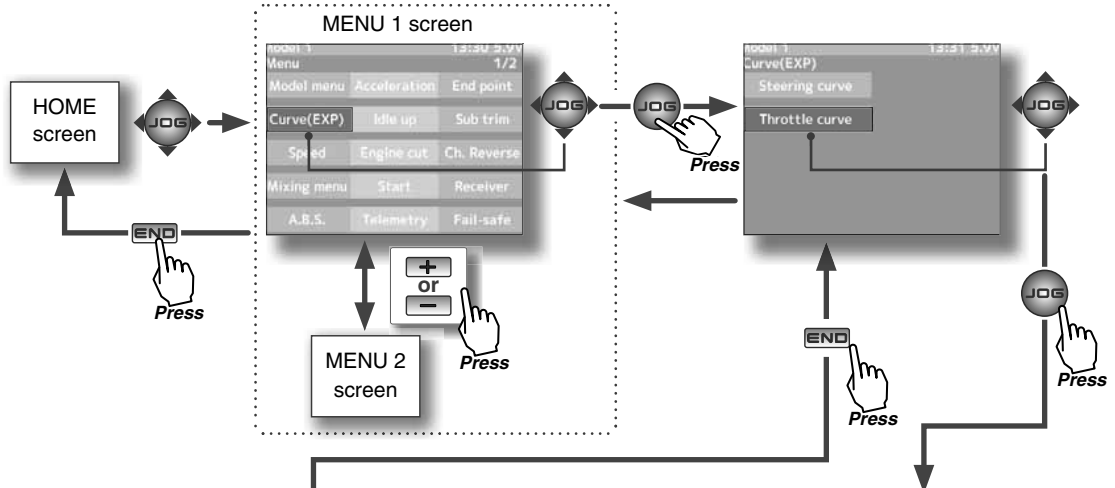 MENU 1 screen
HOME
screen
JOG
Model 1 13:30 5.9V
Menu 1/2
Model menu Acceleration End point
Curve(EXP) Idle up Sub trim
Speed Engine cut Ch. Reverse
Mixing menu Start Receiver
A.B.S. Telemetry Fail-safe
JOG
JOG
Press
Model 1 13:31 5.9V
Curve(EXP)
Steering curve
Throttle curve
JOG
END
Press
+
or
−
Press
MENU 2
screen
END
Press
JOG
Press